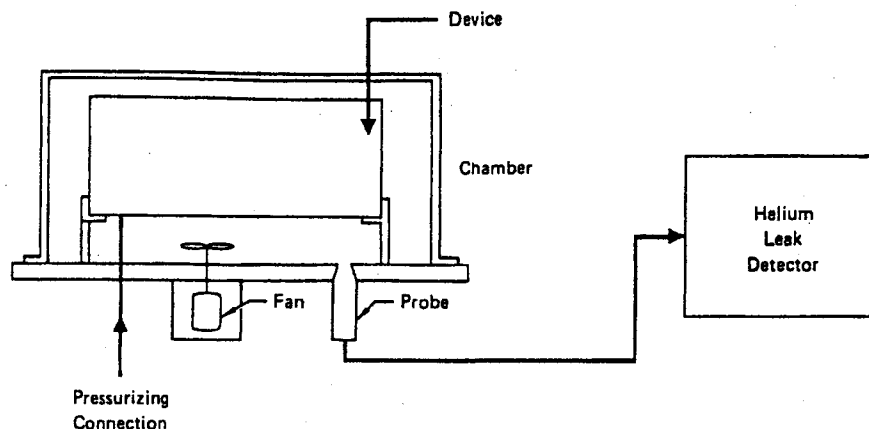 Device
Chamber
Helium
Leak
Detector
Fan
Probe
Pressurizing
Connection